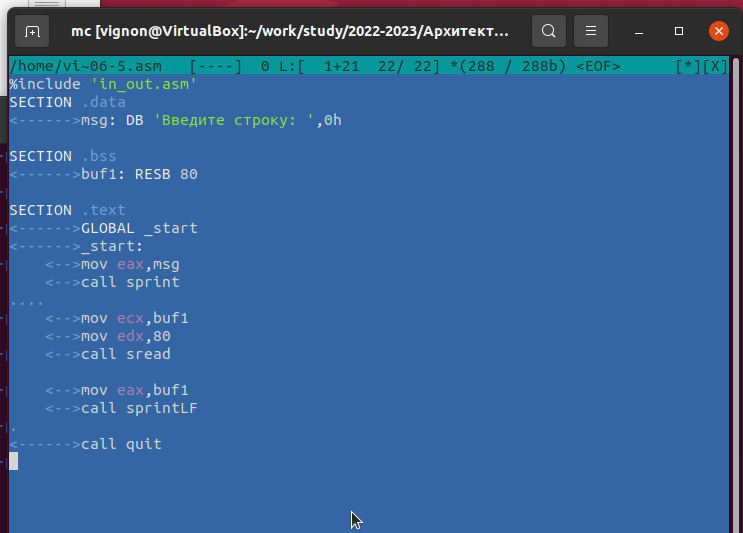 mc [vignon@VirtualBox]:~/work/study/2022-2023/Архитект...
/home/vi~06-5.asm   [----]  0 L:[  1+21  22/ 22] *(288 / 288b) <EOF>      [*][X]
%include 'in_out.asm'
SECTION .data
<------>msg: DB 'Введите строку: ',0h
SECTION .bss
<------>buf1: RESB 80
SECTION .text
<------>GLOBAL _start
<------>_start:
    <-->mov eax,msg
    <-->call sprint
....
    <-->mov ecx,buf1
    <-->mov edx,80
    <-->call sread
    <-->mov eax,buf1
    <-->call sprintLF
.
<------>call quit